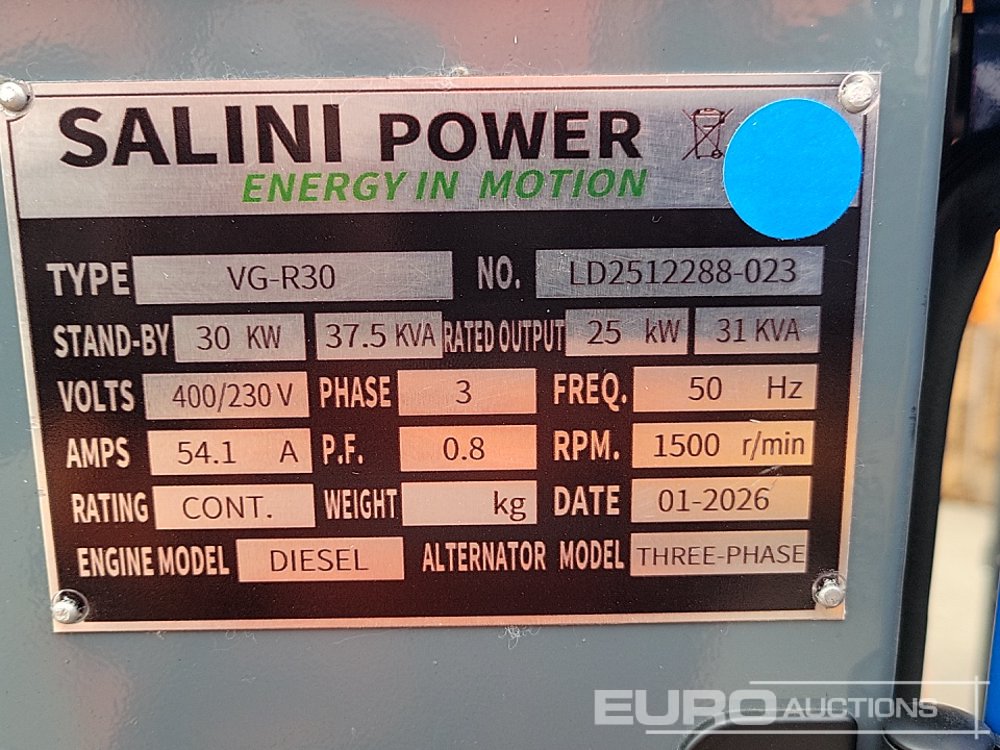 SALINI POWER
ENERGY IN MOTION
TYPE VG-R30 NO. LD2512288-023
STAND-BY 30 KW 37.5 KVA RATED OUTPUT 25 kW 31 KVA
VOLTS 400/230 V PHASE 3 FREQ. 50 Hz
AMPS 54.1 A P.F. 0.8 RPM. 1500 r/min
RATING CONT. WEIGHT kg DATE 01-2026
ENGINE MODEL DIESEL ALTERNATOR MODEL THREE-PHASE
EURO AUCTIONS